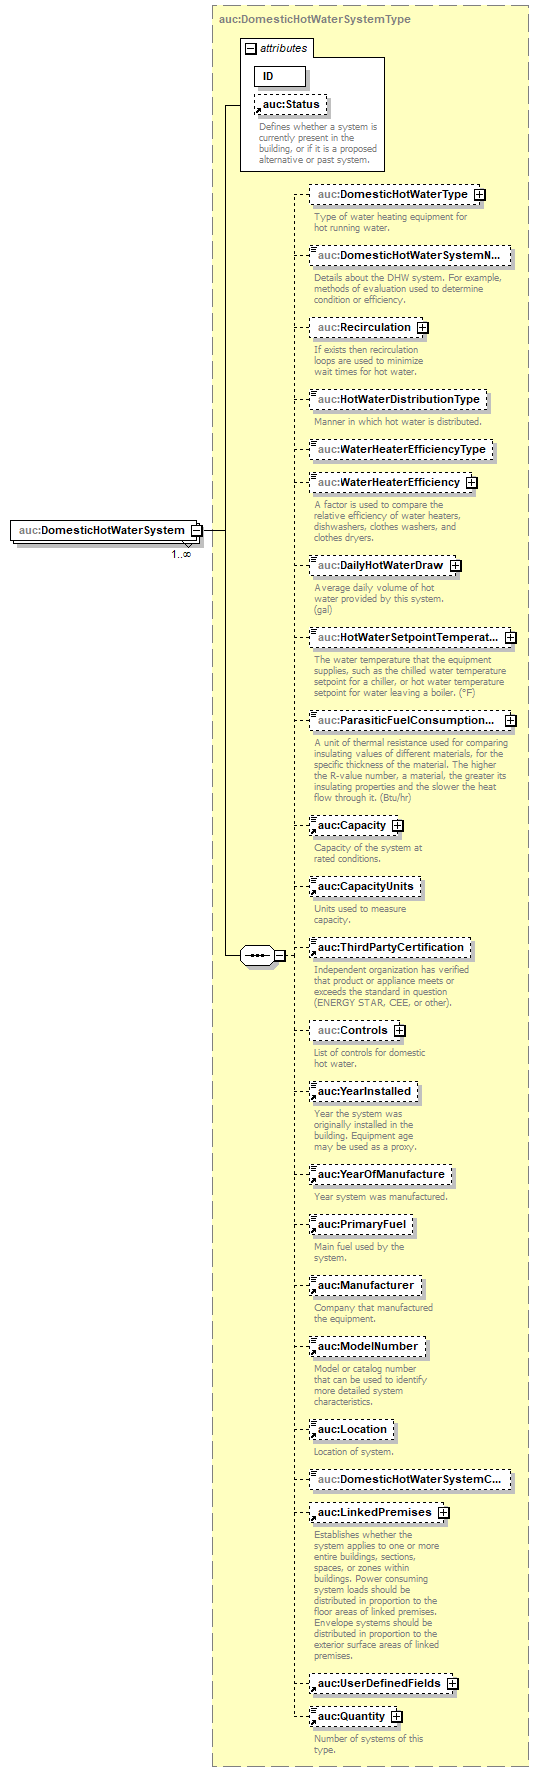 auc:DomesticHotWaterSystemType
attributes
ID
auc:Status
Defines whether a system is
currently present in the
building, or if it is a proposed
alternative or past system.
auc:DomesticHotWaterType
Type of water heating equipment for
hot running water.
auc:DomesticHotWaterSystemN...
Details about the DHW system. For example,
methods of evaluation used to determine
condition or efficiency.
auc:Recirculation
If exists then recirculation
loops are used to minimize
wait times for hot water.
auc:HotWaterDistributionType
Manner in which hot water is distributed.
auc:WaterHeaterEfficiencyType
auc:WaterHeaterEfficiency
A factor is used to compare the
relative efficiency of water heaters,
dishwashers, clothes washers, and
clothes dryers.
auc:DomesticHotWaterSystem
1..∞
auc:DailyHotWaterDraw
Average daily volume of hot
water provided by this system.
(gal)
auc:HotWaterSetpointTemperat...
The water temperature that the equipment
supplies, such as the chilled water temperature
setpoint for a chiller, or hot water temperature
setpoint for water leaving a boiler. (°F)
auc:ParasiticFuelConsumption...
A unit of thermal resistance used for comparing
insulating values of different materials, for the
specific thickness of the material. The higher
the R-value number, a material, the greater its
insulating properties and the slower the heat
flow through it. (Btu/hr)
auc:Capacity
Capacity of the system at
rated conditions.
auc:CapacityUnits
Units used to measure
capacity.
auc:ThirdPartyCertification
Independent organization has verified
that product or appliance meets or
exceeds the standard in question
(ENERGY STAR, CEE, or other).
auc:Controls
List of controls for domestic
hot water.
auc:YearInstalled
Year the system was
originally installed in the
building. Equipment age
may be used as a proxy.
auc:YearOfManufacture
Year system was manufactured.
auc:PrimaryFuel
Main fuel used by the
system.
auc:Manufacturer
Company that manufactured
the equipment.
auc:ModelNumber
Model or catalog number
that can be used to identify
more detailed system
characteristics.
auc:Location
Location of system.
auc:DomesticHotWaterSystemC...
auc:LinkedPremises
Establishes whether the
system applies to one or more
entire buildings, sections,
spaces, or zones within
buildings. Power consuming
system loads should be
distributed in proportion to the
floor areas of linked premises.
Envelope systems should be
distributed in proportion to the
exterior surface areas of linked
premises.
auc:UserDefinedFields
auc:Quantity
Number of systems of this
type.